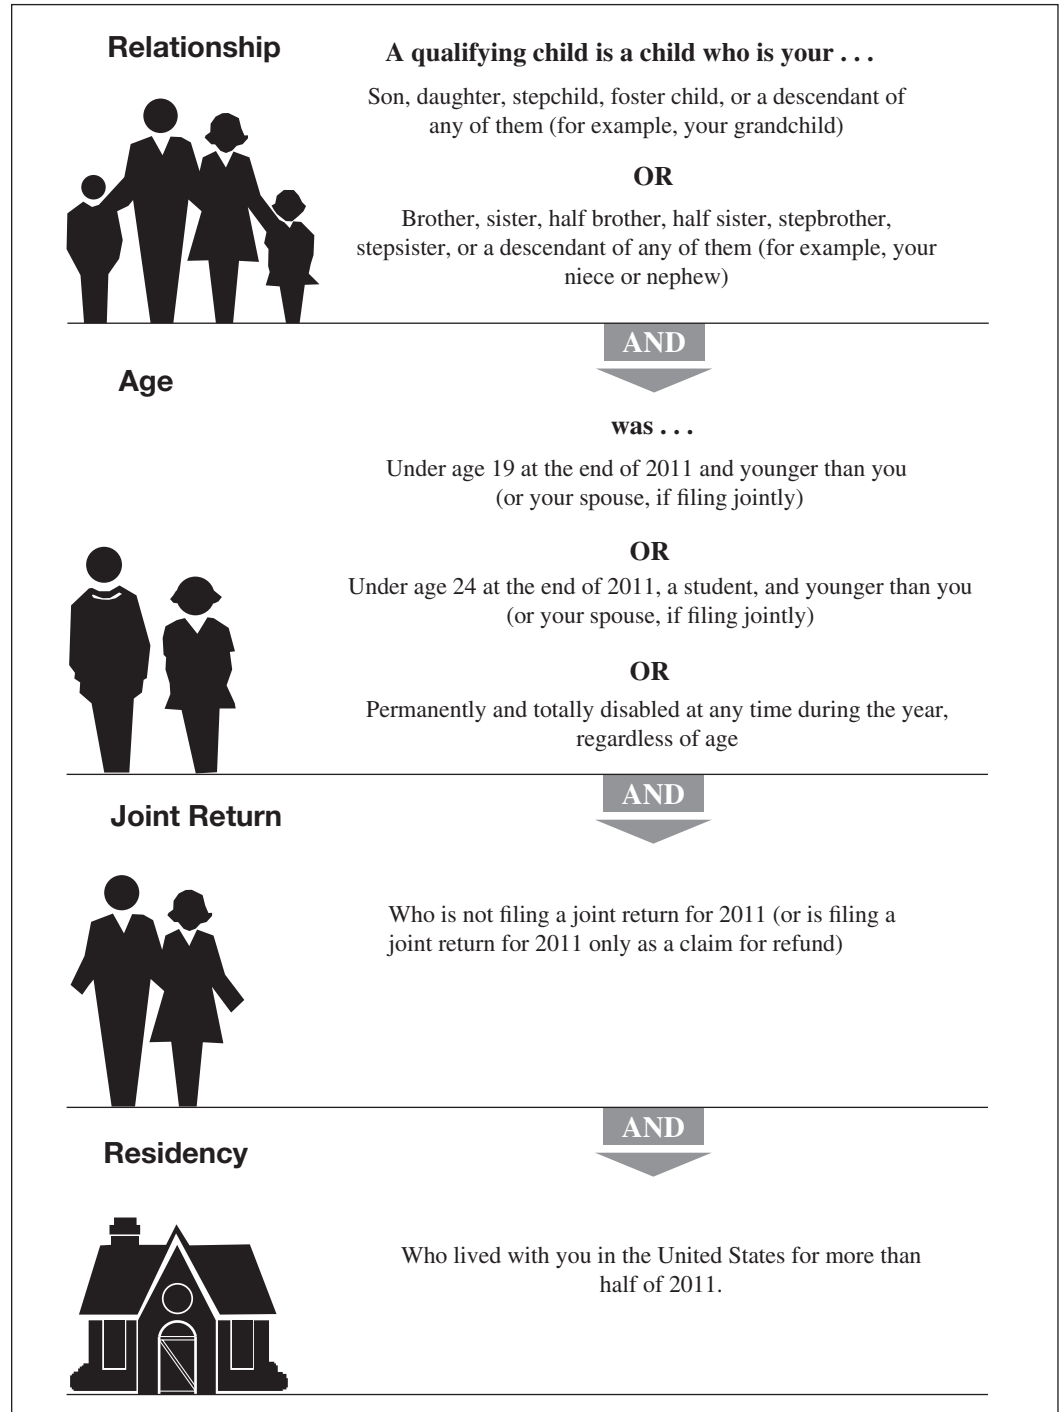 Relationship
A qualifying child is a child who is your . . .
Son, daughter, stepchild, foster child, or a descendant of
any of them (for example, your grandchild)
OR
Brother, sister, half brother, half sister, stepbrother,
stepsister, or a descendant of any of them (for example, your
niece or nephew)
AND
Age
was . . .
Under age 19 at the end of 2011 and younger than you
(or your spouse, if filing jointly)
OR
Under age 24 at the end of 2011, a student, and younger than you
(or your spouse, if filing jointly)
OR
Permanently and totally disabled at any time during the year,
regardless of age
AND
Joint Return
Who is not filing a joint return for 2011 (or is filing a
joint return for 2011 only as a claim for refund)
AND
Residency
Who lived with you in the United States for more than
half of 2011.